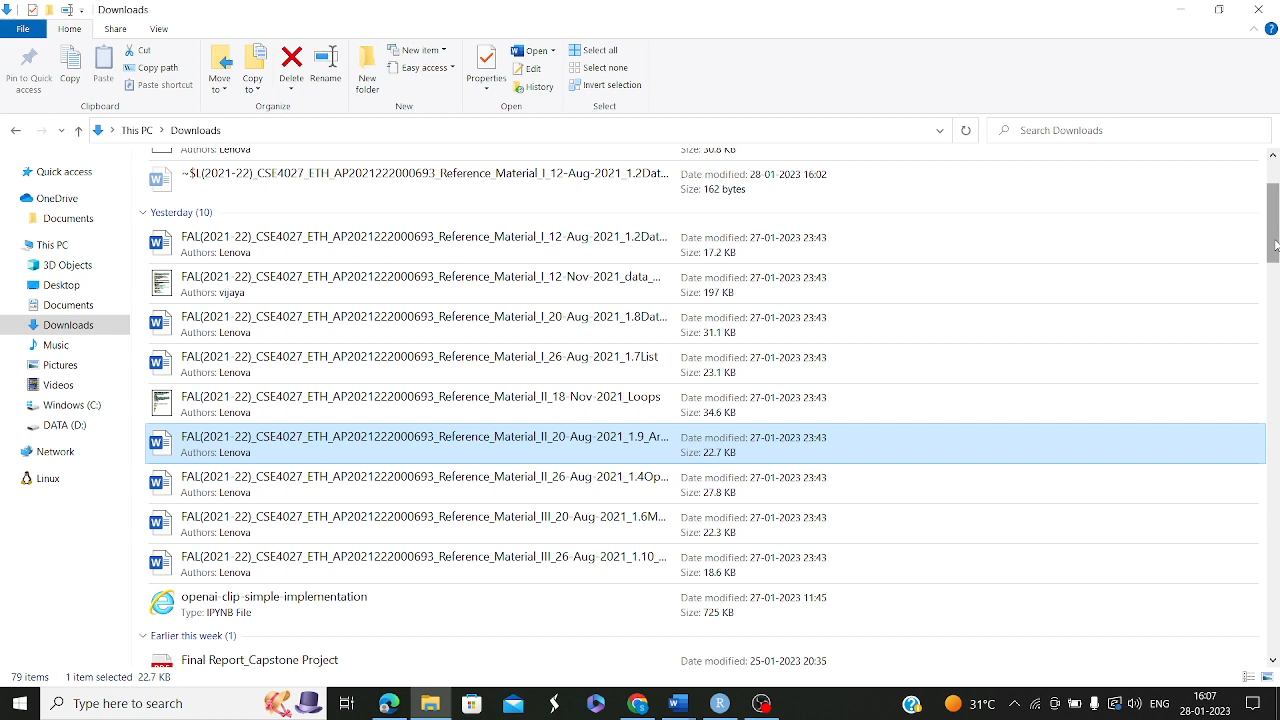 Downloads
File
Home
Share
View
Pin to Quick access
Copy
Paste
Cut
Copy path
Paste shortcut
Clipboard
Move to
Copy to
Delete
Rename
Organize
New folder
New item
Easy access
New
Properties
Open
Edit
History
Open
Select all
Select none
Invert selection
Select
This PC
Downloads
Search Downloads
Quick access
OneDrive
Documents
This PC
3D Objects
Desktop
Documents
Downloads
Music
Pictures
Videos
Windows (C:)
DATA (D:)
Network
Linux
Authors: Lenova Size: 30.8 KB
~$L(2021-22)_CSE4027_ETH_AP2021222000693_Reference_Material_I_12-Aug-2021_1.2Dat... Date modified: 28-01-2023 16:02
Size: 162 bytes
Yesterday (10)
FAL(2021-22)_CSE4027_ETH_AP2021222000693_Reference_Material_I_12-Aug-2021_1.2Dat... Date modified: 27-01-2023 23:43
Authors: Lenova Size: 17.2 KB
FAL(2021-22)_CSE4027_ETH_AP2021222000693_Reference_Material_I_12-Nov-2021_data_... Date modified: 27-01-2023 23:43
Authors: vijaya Size: 197 KB
FAL(2021-22)_CSE4027_ETH_AP2021222000693_Reference_Material_I_20-Aug-2021_1.8Dat... Date modified: 27-01-2023 23:43
Authors: Lenova Size: 31.1 KB
FAL(2021-22)_CSE4027_ETH_AP2021222000693_Reference_Material_I_26-Aug-2021_1.7List Date modified: 27-01-2023 23:43
Authors: Lenova Size: 23.1 KB
FAL(2021-22)_CSE4027_ETH_AP2021222000693_Reference_Material_II_18-Nov-2021_Loops Date modified: 27-01-2023 23:43
Authors: Lenova Size: 34.6 KB
FAL(2021-22)_CSE4027_ETH_AP2021222000693_Reference_Material_II_20-Aug-2021_1.9_Ar... Date modified: 27-01-2023 23:43
Authors: Lenova Size: 22.7 KB
FAL(2021-22)_CSE4027_ETH_AP2021222000693_Reference_Material_II_26-Aug-2021_1.4Op... Date modified: 27-01-2023 23:43
Authors: Lenova Size: 27.8 KB
FAL(2021-22)_CSE4027_ETH_AP2021222000693_Reference_Material_III_20-Aug-2021_1.6M... Date modified: 27-01-2023 23:43
Authors: Lenova Size: 22.3 KB
FAL(2021-22)_CSE4027_ETH_AP2021222000693_Reference_Material_III_26-Aug-2021_1.10_... Date modified: 27-01-2023 23:43
Authors: Lenova Size: 18.6 KB
openai-clip-simple-implementation Date modified: 27-01-2023 11:45
Type: IPYNB File Size: 725 KB
Earlier this week (1)
Final Report_Capstone Project Date modified: 25-01-2023 20:35
79 items 1 item selected 22.7 KB
Type here to search
31°C
ENG
16:07
28-01-2023